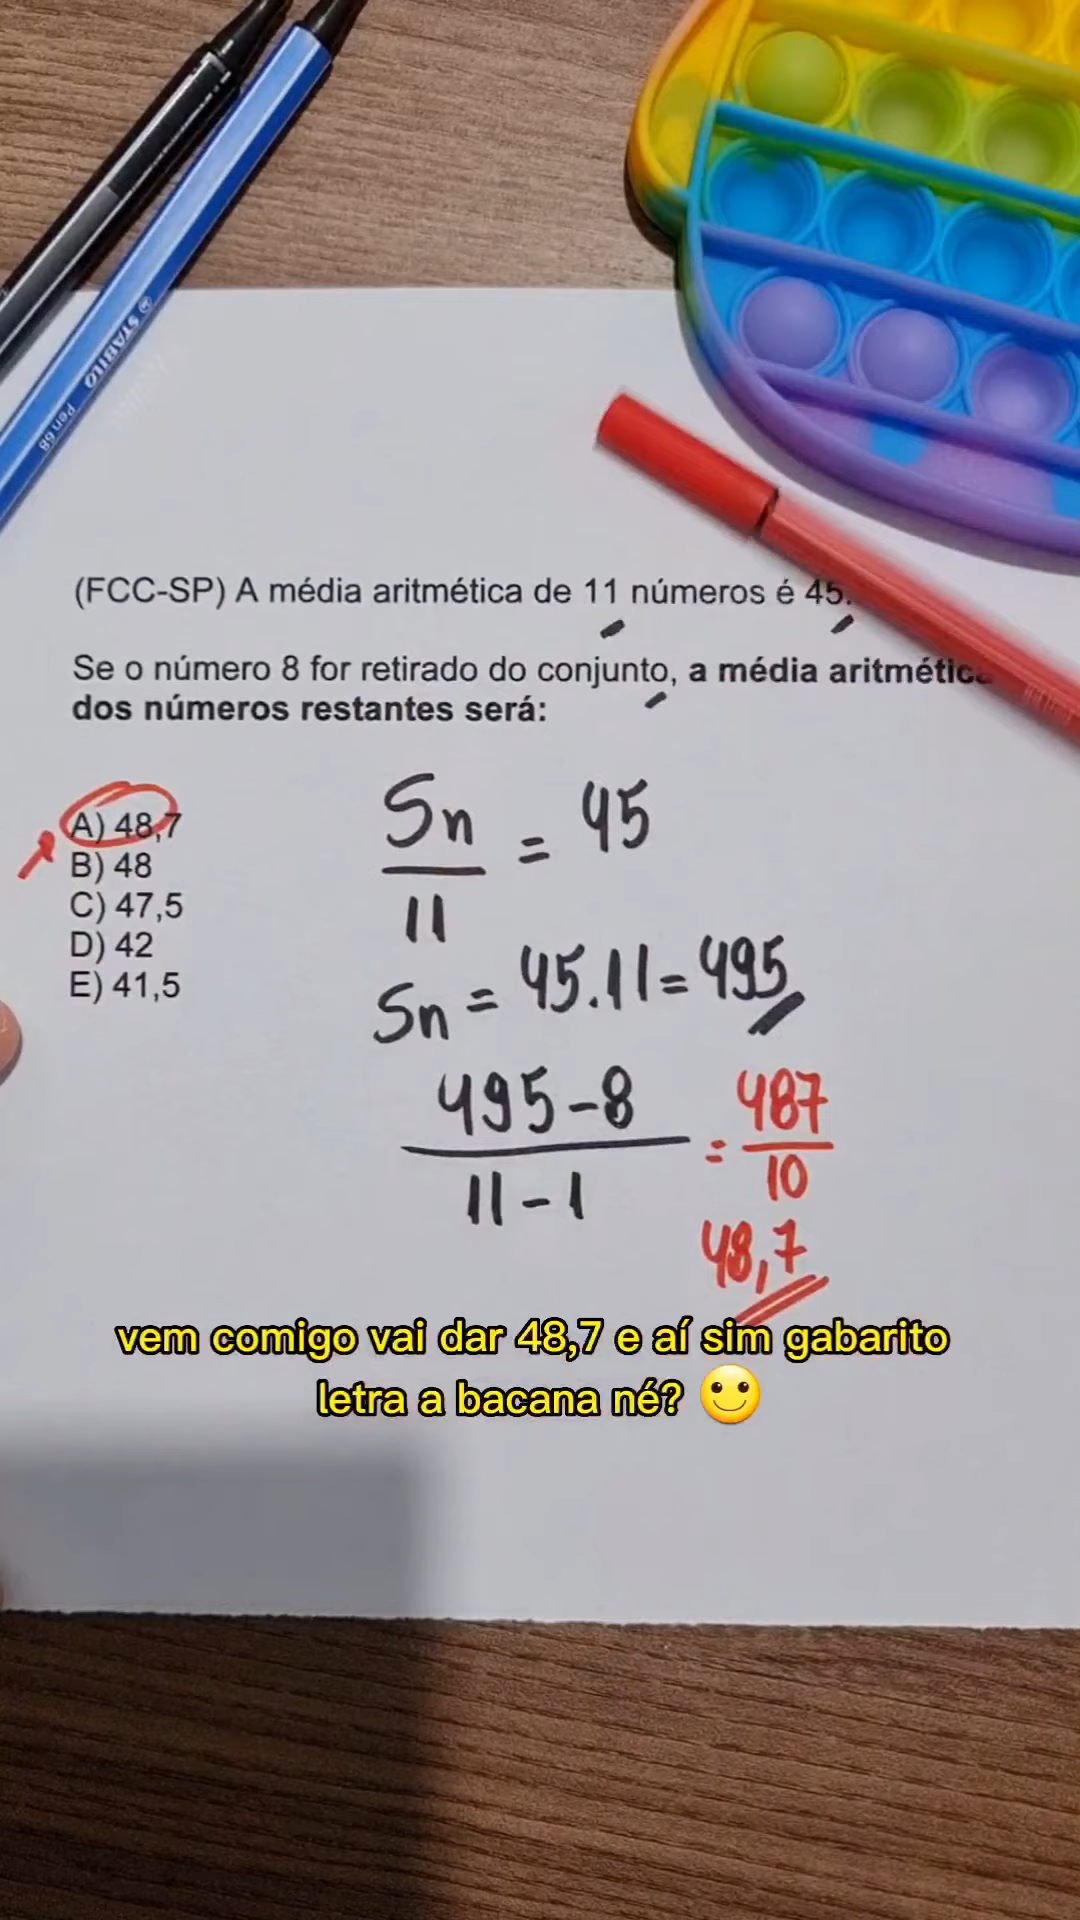 STABILO
Pen 68
(FCC-SP) A média aritmética de 11 números é 45.
Se o número 8 for retirado do conjunto, a média
dos números restantes será:
A) 48,7
B) 48
C) 47,5
D) 42
E) 41,5
Sn
= 45
11
Sn = 45.11 = 495
495-8
11-1
= 487
10
48,7
vem comigo vai dar 48,7 e aí sim gabarito
letra a bacana né? 🙂